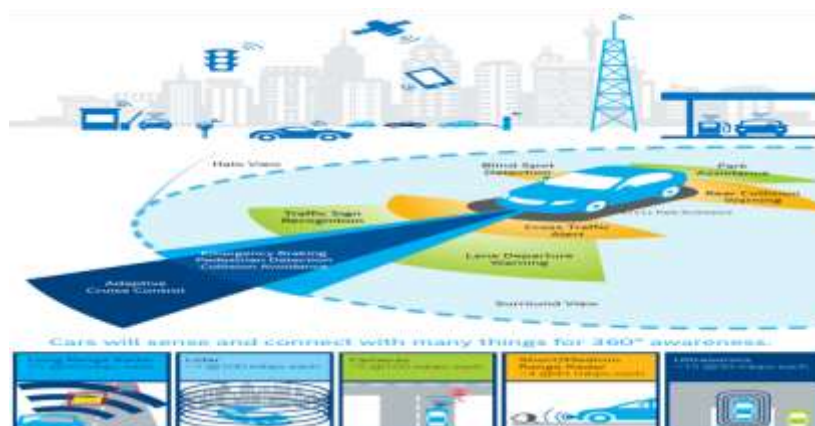 Halo View
Blind Spot
Detection
Park
Assistance
Rear Collision
Warning
Traffic Sign
Recognition
Cross Traffic
Alert
Emergency Braking
Pedestrian Detection
Collision Avoidance
Lane Departure
Warning
Adaptive
Cruise Control
Surround View
Cars will sense and connect with many things for 360° awareness.
Long Range Radar
Lidar
Cameras
Short/Medium
Range Radar
Ultrasonics